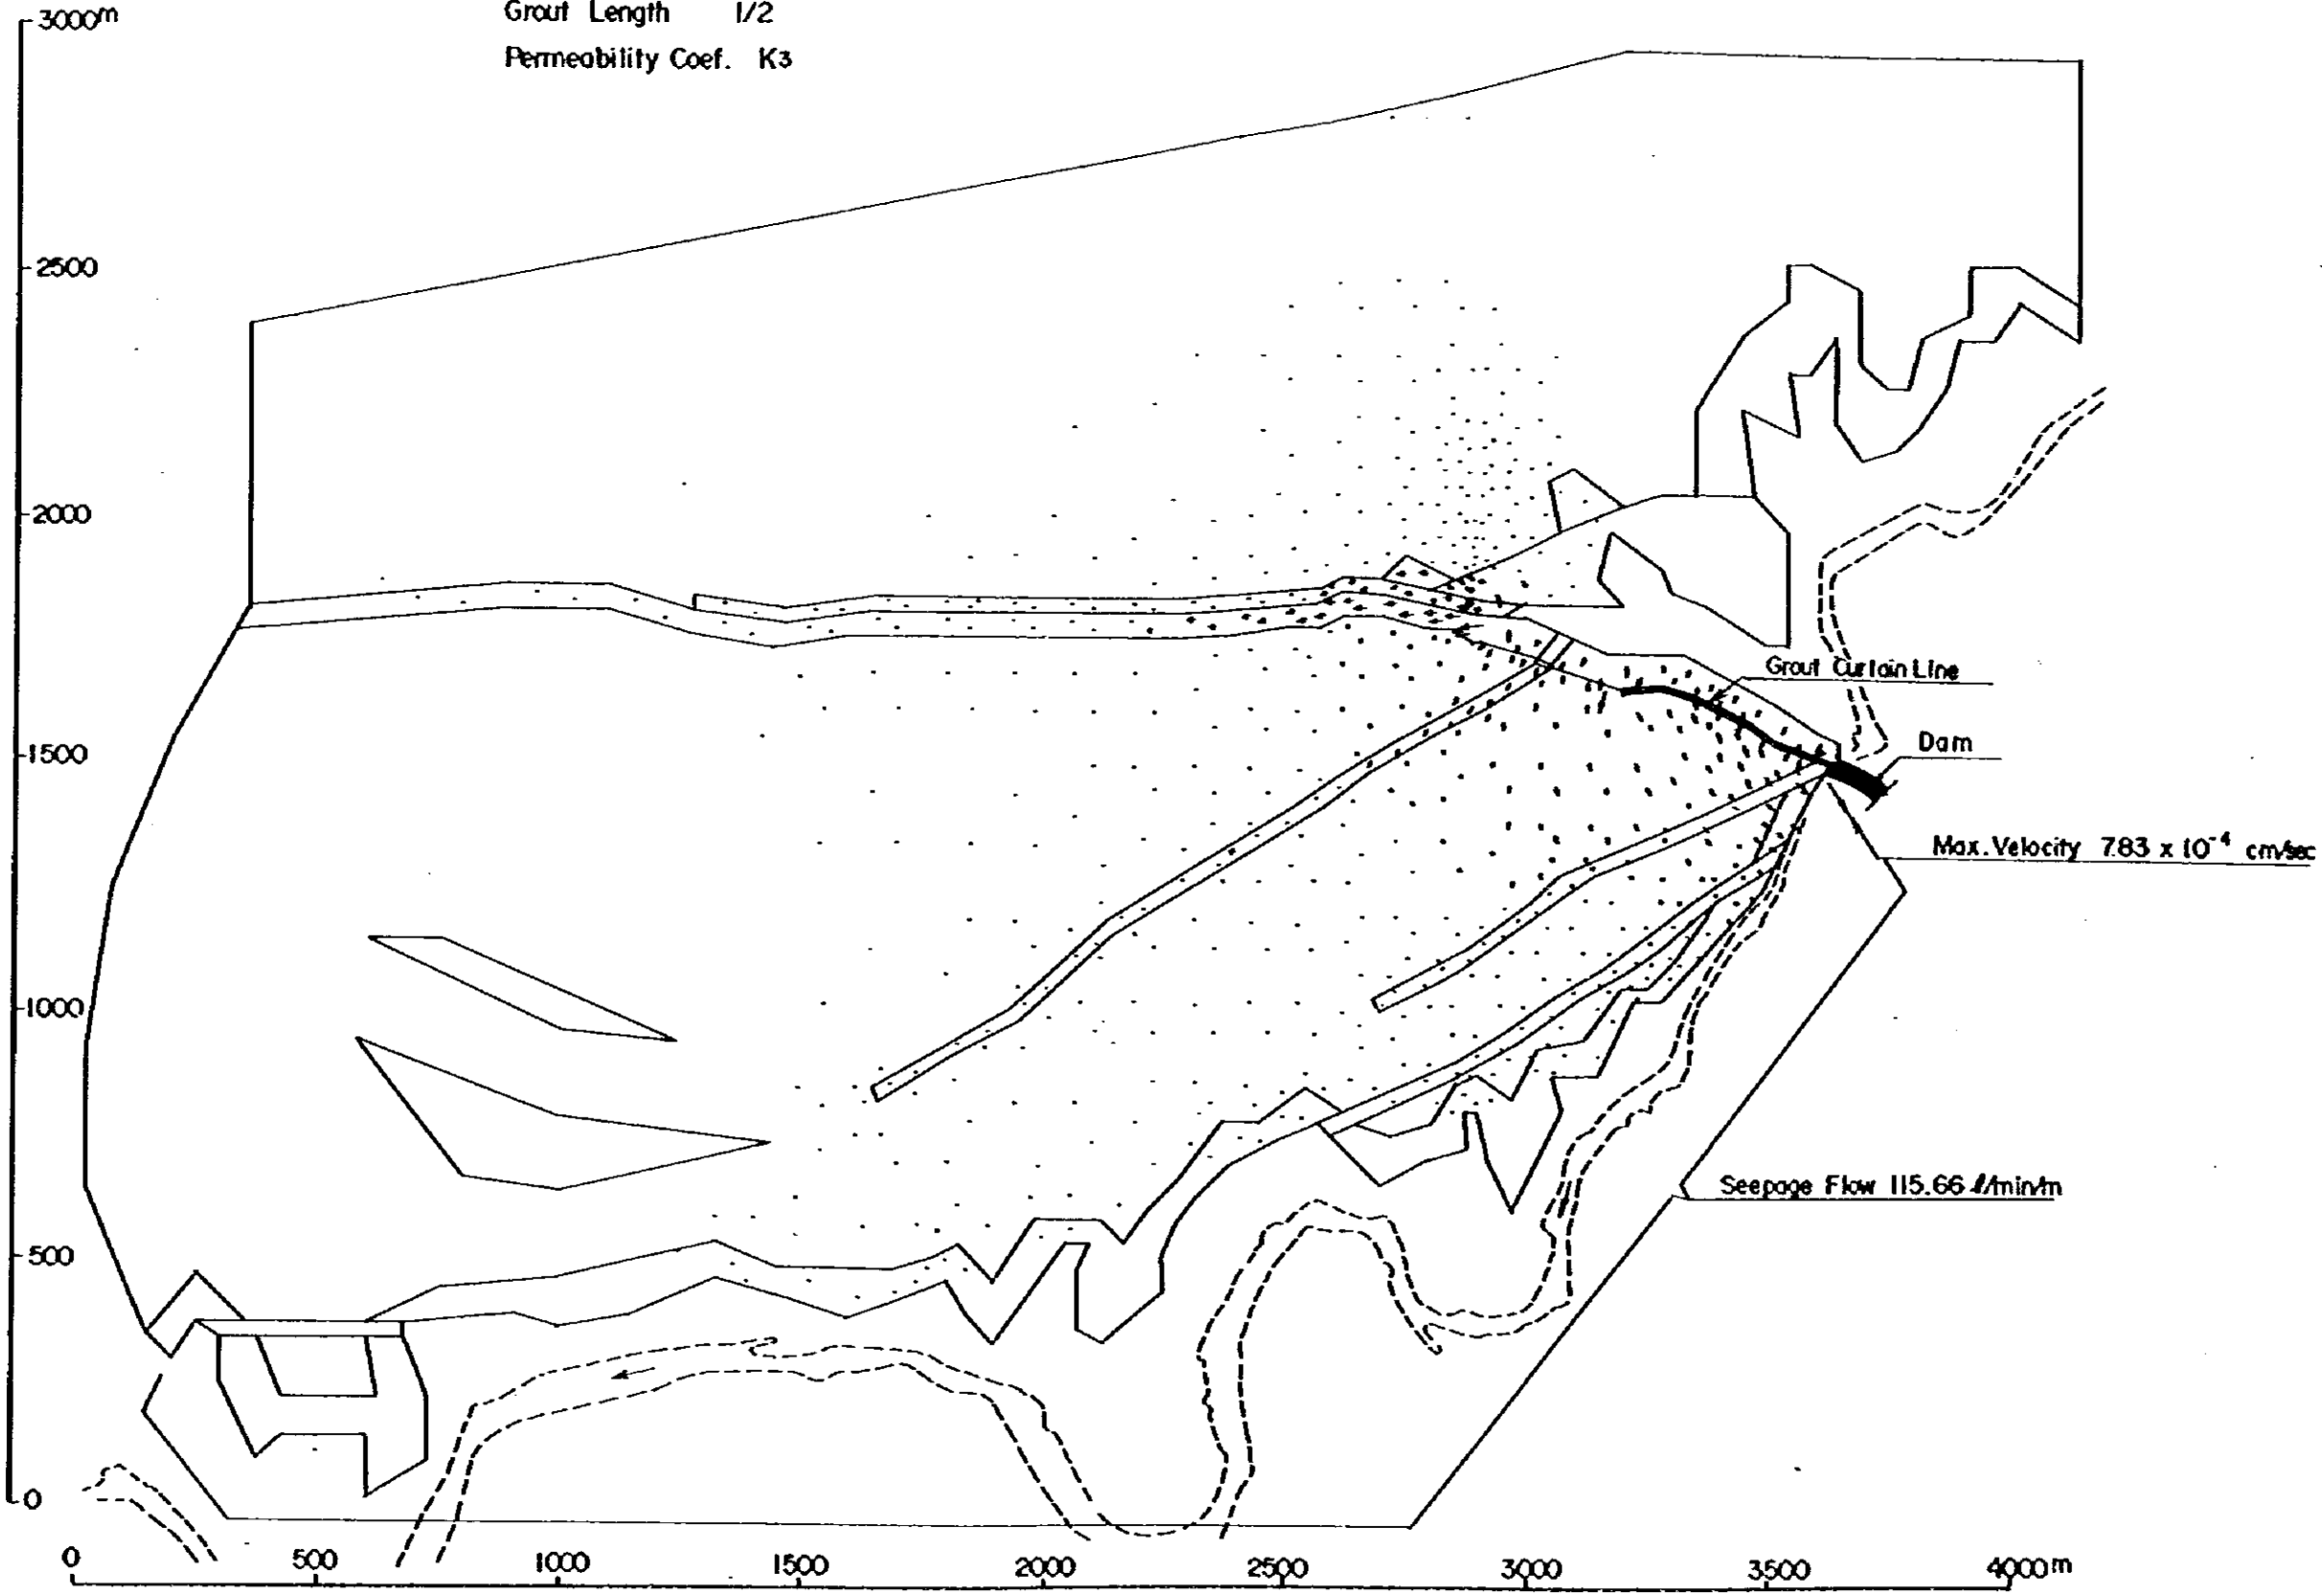 3000m
Grout Length 1/2
Permeability Coef. K3
2500
2000
Grout Curtain Line
1500
Dam
Max. Velocity 7.83 x 10⁻⁴ cm/sec
1000
Seepage Flow 115.66 ℓ/min/m
500
0
0 500 1000 1500 2000 2500 3000 3500 4000m